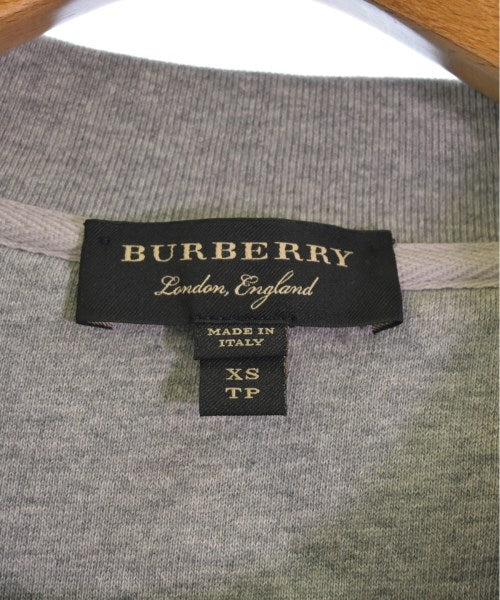 BURBERRY
London, England
MADE IN
ITALY
XS
TP